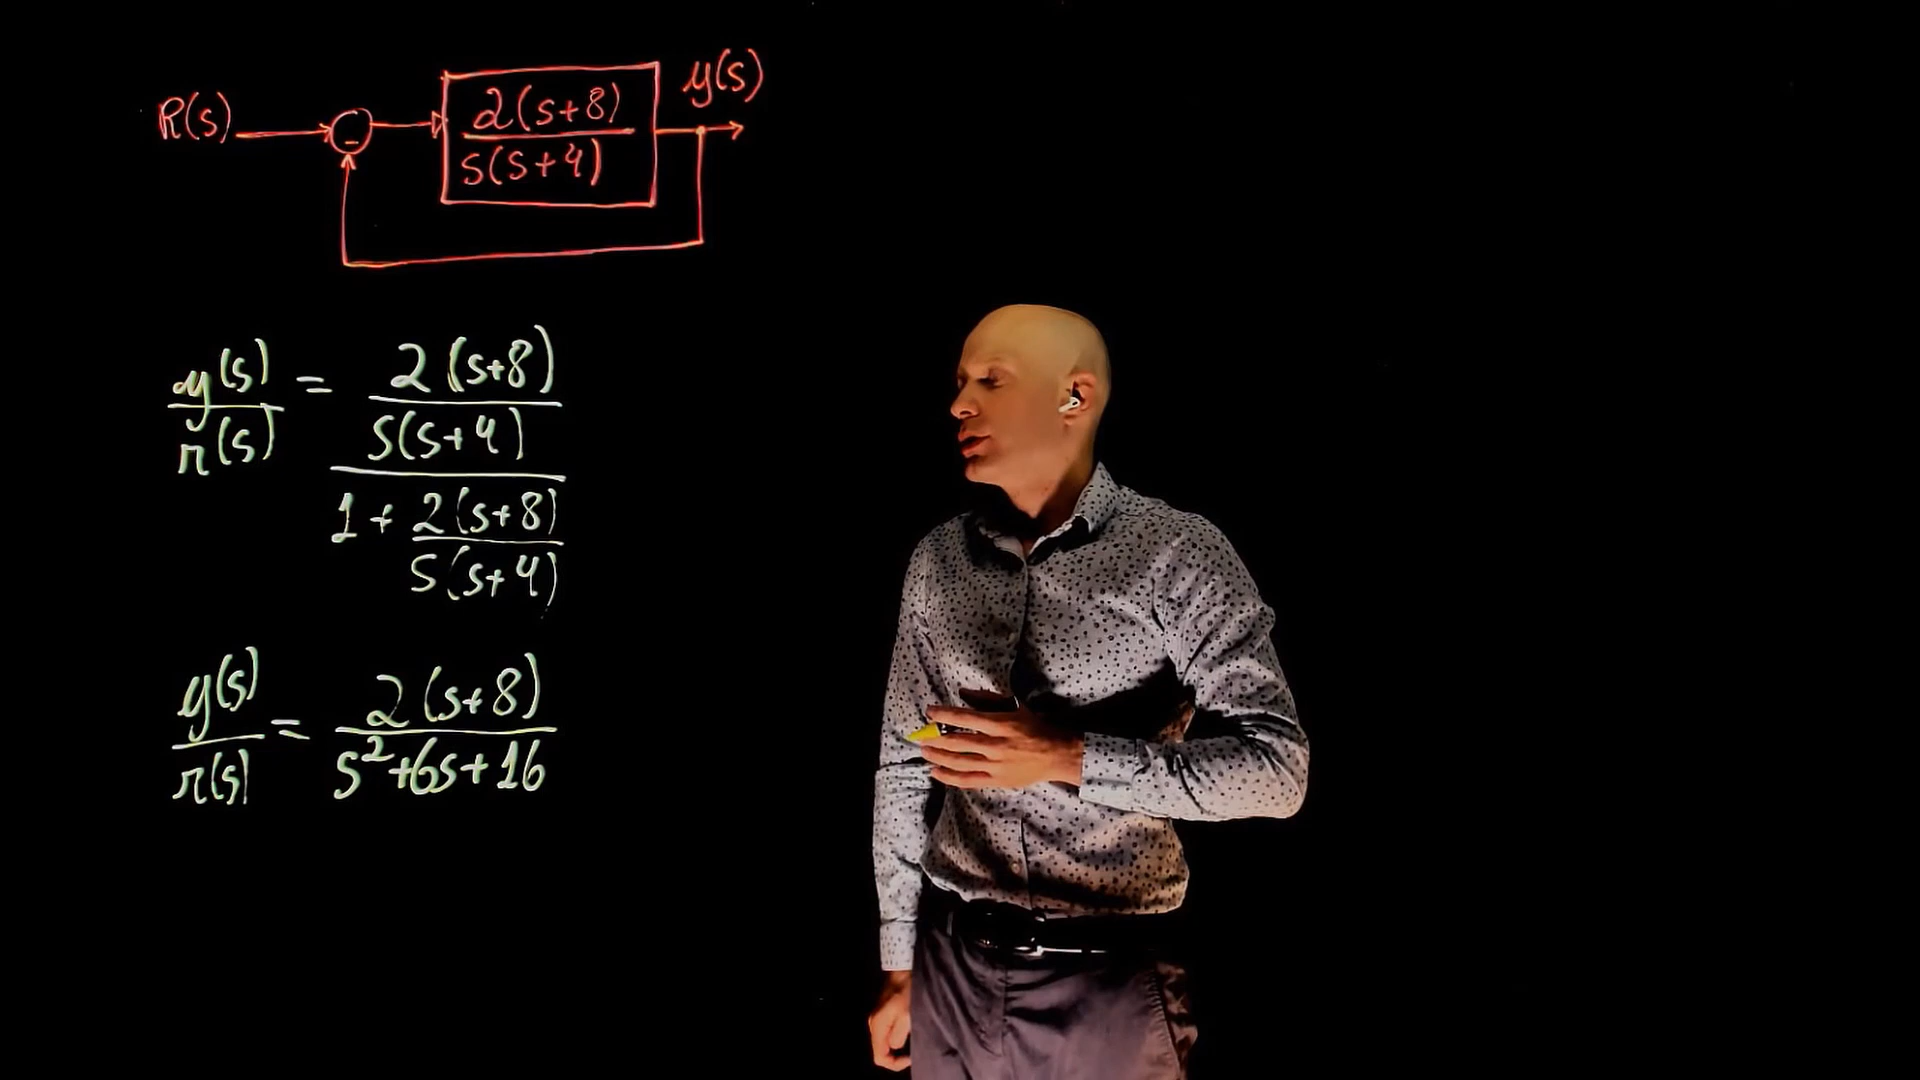 R(s) - 2(s+8) y(s)
s(s+4)
y(s) = 2(s+8)
r(s) s(s+4)
1 + 2(s+8)
s(s+4)
y(s) = 2(s+8)
r(s) s²+6s+16